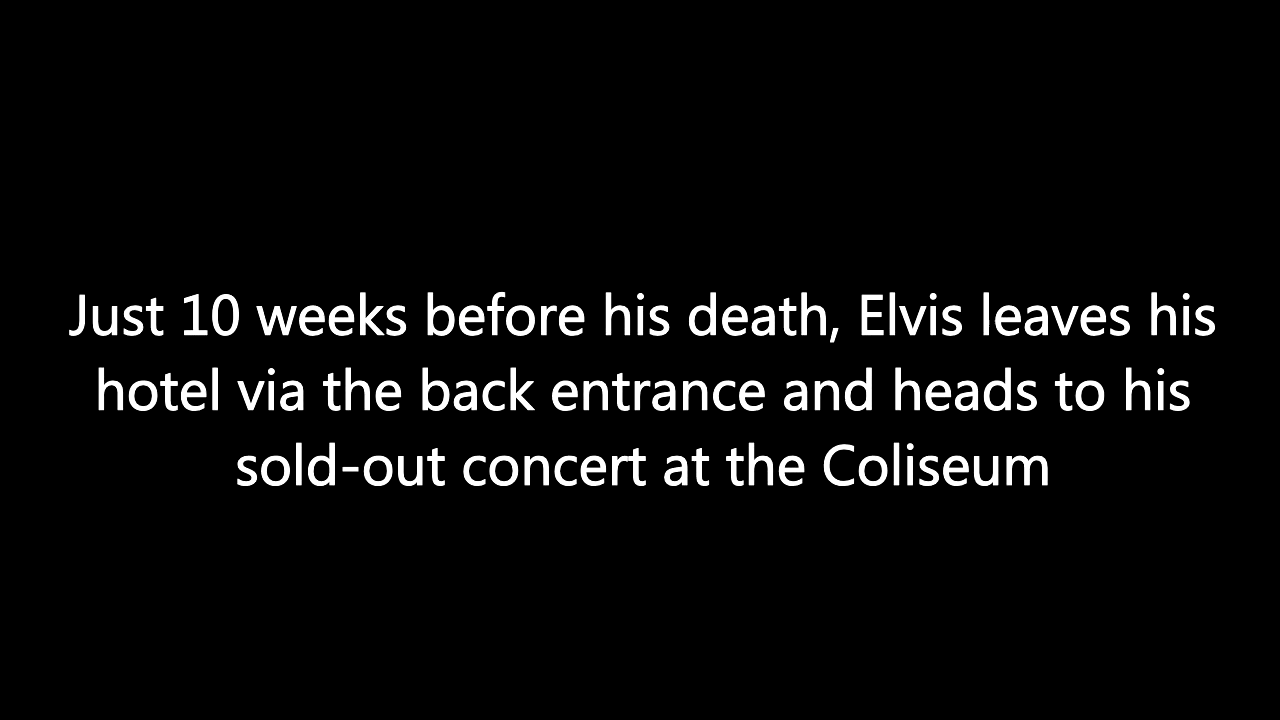 Just 10 weeks before his death, Elvis leaves his
hotel via the back entrance and heads to his
sold-out concert at the Coliseum